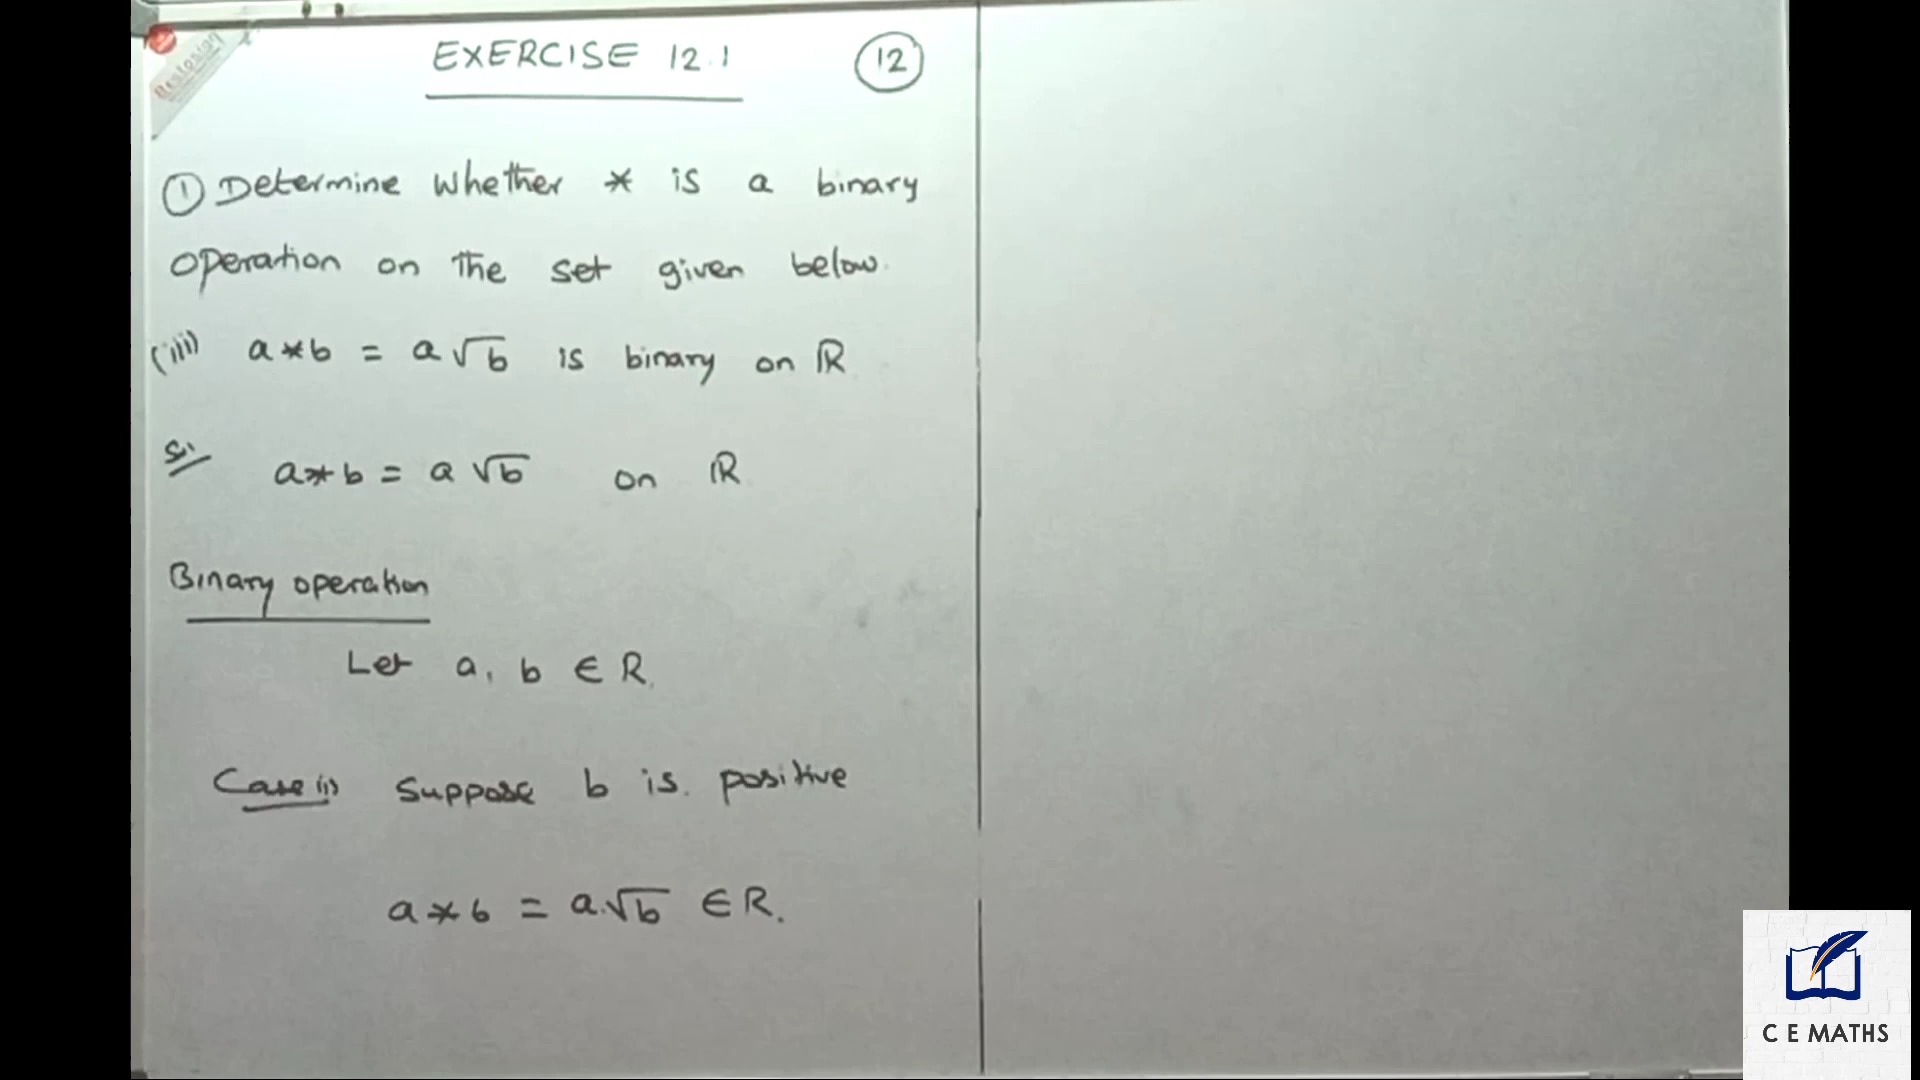 EXERCISE 12.1
12
① Determine whether * is a binary
operation on the set given below.
(iii) a*b = a√b is binary on ℝ
Sol
a*b = a√b on ℝ
Binary operation
Let a, b ∈ R.
Case (i) Suppose b is. positive
a*b = a.√b ∈ R.
C E MATHS